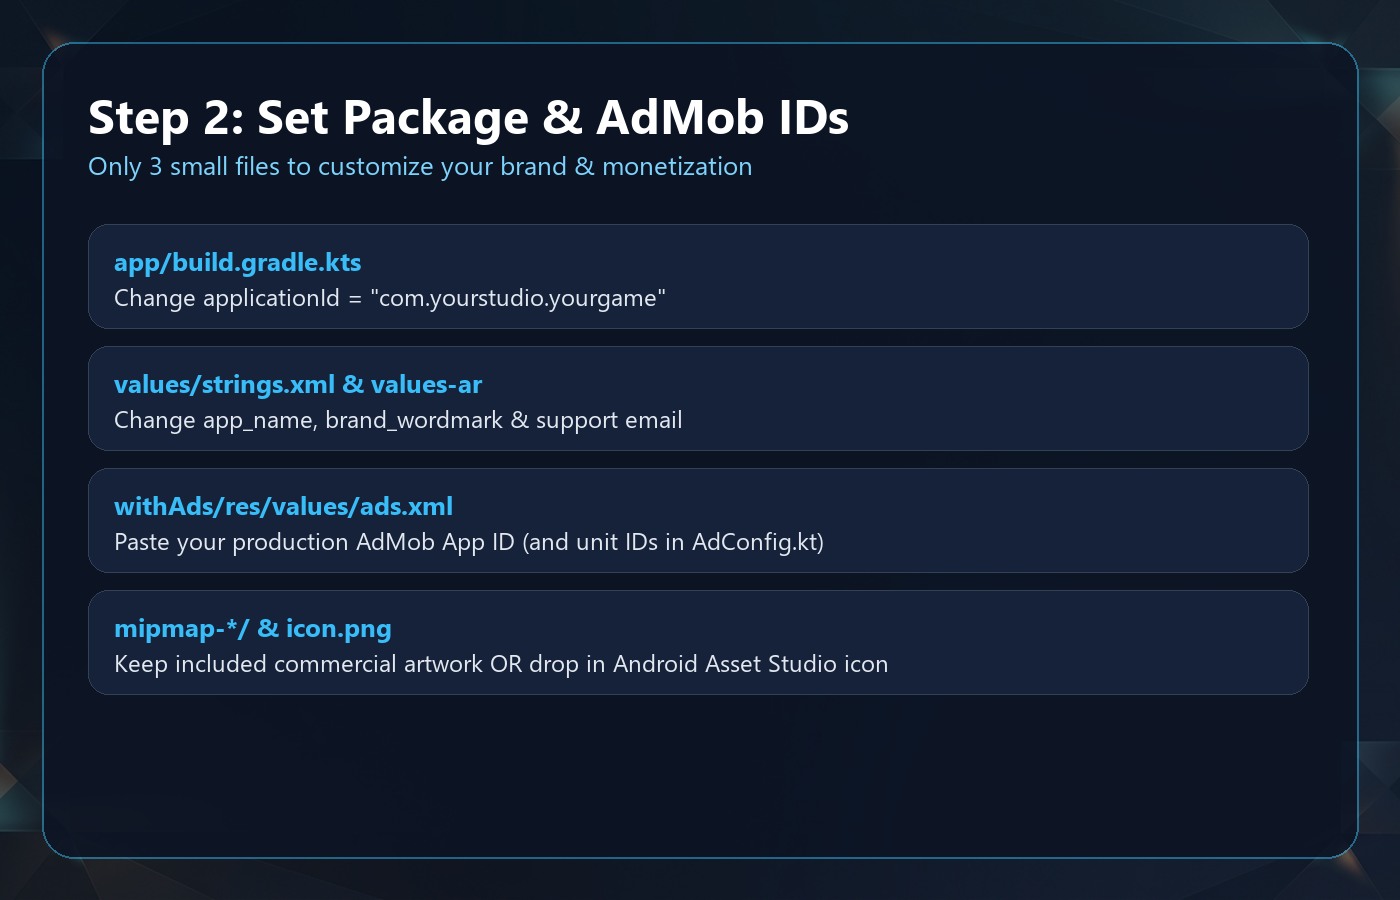 Step 2: Set Package & AdMob IDs
Only 3 small files to customize your brand & monetization
app/build.gradle.kts
Change applicationId = "com.yourstudio.yourgame"
values/strings.xml & values-ar
Change app_name, brand_wordmark & support email
withAds/res/values/ads.xml
Paste your production AdMob App ID (and unit IDs in AdConfig.kt)
mipmap-*/ & icon.png
Keep included commercial artwork OR drop in Android Asset Studio icon